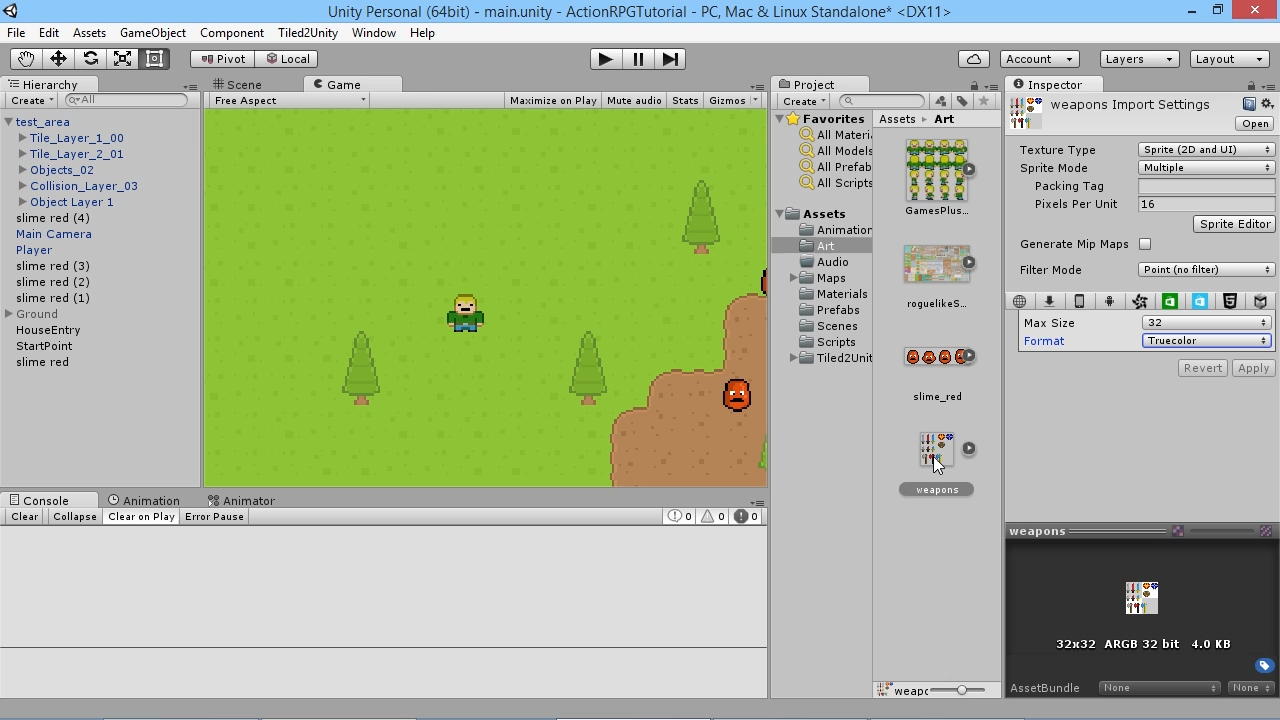 Unity Personal (64bit) - main.unity - ActionRPGTutorial - PC, Mac & Linux Standalone* <DX11>
File Edit Assets GameObject Component Tiled2Unity Window Help
Pivot Local Account Layers Layout
Hierarchy
Create All
test_area
Tile_Layer_1_00
Tile_Layer_2_01
Objects_02
Collision_Layer_03
Object Layer 1
slime red (4)
Main Camera
Player
slime red (3)
slime red (2)
slime red (1)
Ground
HouseEntry
StartPoint
slime red
Scene Game
Free Aspect Maximize on Play Mute audio Stats Gizmos
Console Animation Animator
Clear Collapse Clear on Play Error Pause 0 0 0
Project
Create
Favorites
All Materi
All Models
All Prefab
All Scripts
Assets
Animation
Art
Audio
Maps
Materials
Prefabs
Scenes
Scripts
Tiled2Unit
Assets Art
GamesPlus...
roguelikeS...
slime_red
weapons
weapo
Inspector
weapons Import Settings
Open
Texture Type Sprite (2D and UI)
Sprite Mode Multiple
Packing Tag
Pixels Per Unit 16
Sprite Editor
Generate Mip Maps
Filter Mode Point (no filter)
Max Size 32
Format Truecolor
Revert Apply
weapons
32x32 ARGB 32 bit 4.0 KB
AssetBundle None None